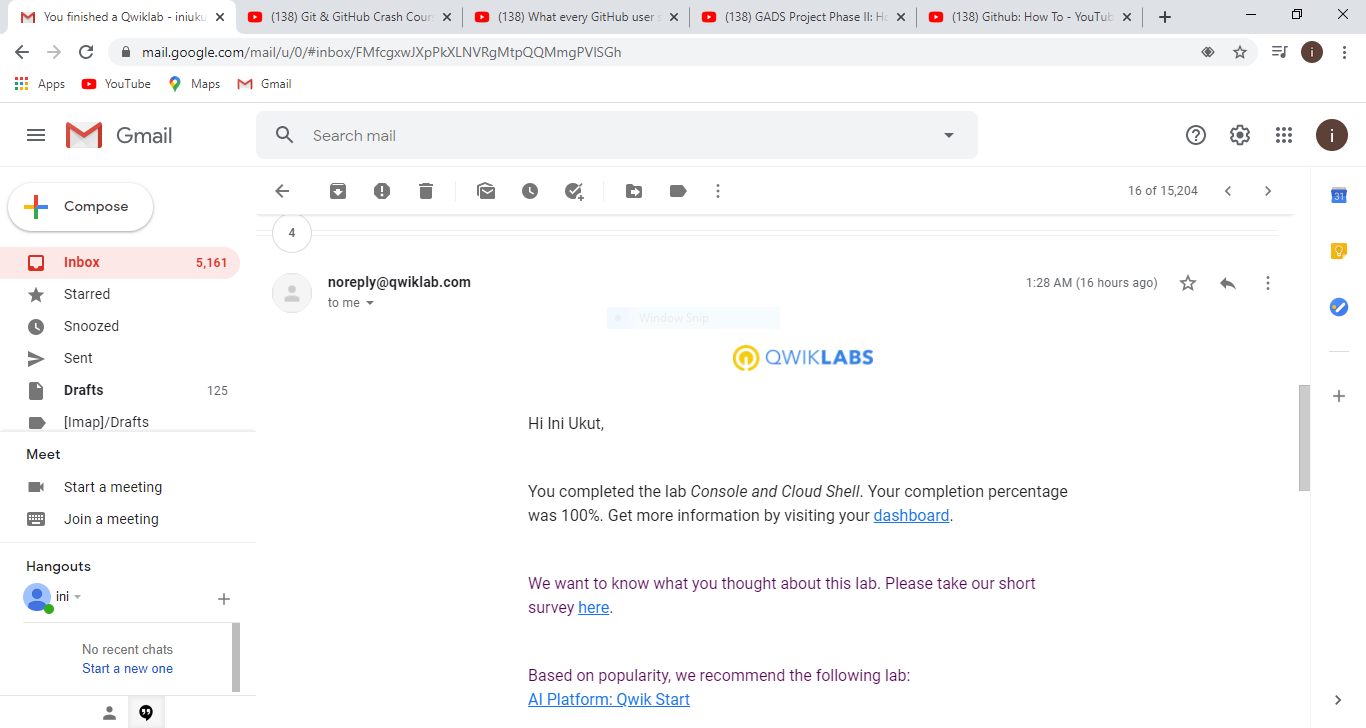 You finished a Qwiklab - iniuku
(138) Git & GitHub Crash Cours
(138) What every GitHub user s
(138) GADS Project Phase II: Ho
(138) Github: How To - YouTub
mail.google.com/mail/u/0/#inbox/FMfcgxwJXpPkXLNVRgMtpQQMmgPVlSGh
i
Apps
YouTube
Maps
Gmail
Gmail
Search mail
i
Compose
16 of 15,204
31
4
Inbox 5,161
Starred
Snoozed
Sent
Drafts 125
[Imap]/Drafts
Meet
Start a meeting
Join a meeting
Hangouts
ini
No recent chats
Start a new one
noreply@qwiklab.com
1:28 AM (16 hours ago)
to me
Window Snip
QWIKLABS
Hi Ini Ukut,
You completed the lab Console and Cloud Shell. Your completion percentage
was 100%. Get more information by visiting your dashboard.
We want to know what you thought about this lab. Please take our short
survey here.
Based on popularity, we recommend the following lab:
AI Platform: Qwik Start